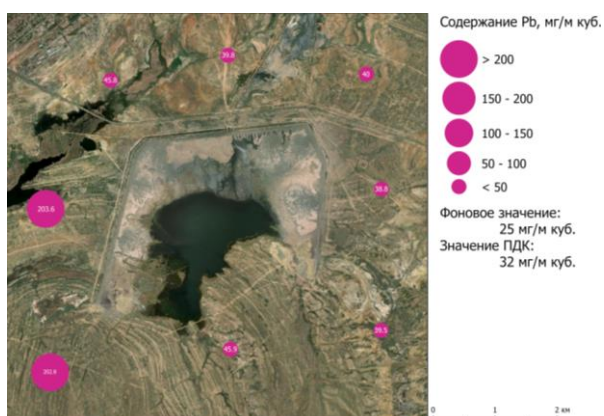 Содержание Pb, мг/м куб.
> 200
150 - 200
100 - 150
50 - 100
< 50
Фоновое значение:
25 мг/м куб.
Значение ПДК:
32 мг/м куб.
39.8
45.8
40
38.8
203.6
39.5
45.9
0 1 2 км